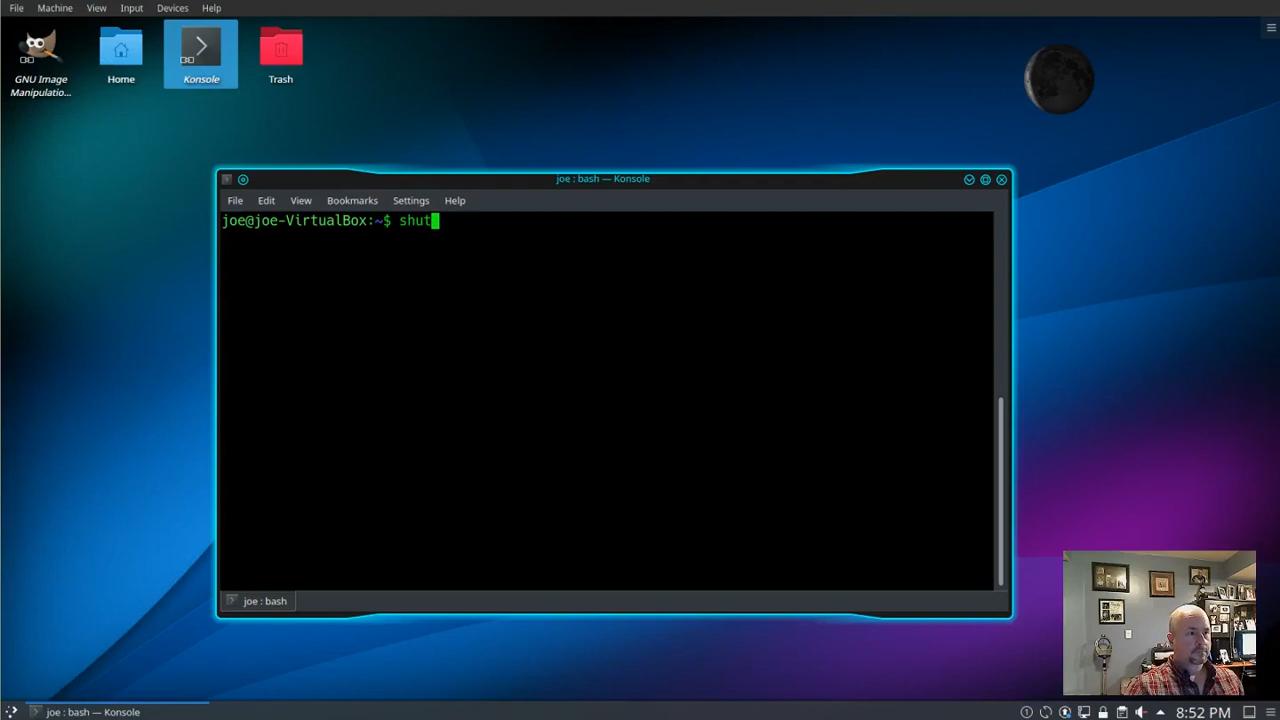 File Machine View Input Devices Help
GNU Image
Manipulatio...
Home
Konsole
Trash
joe : bash — Konsole
File Edit View Bookmarks Settings Help
joe@joe-VirtualBox:~$ shut
joe : bash
joe : bash — Konsole
8:52 PM